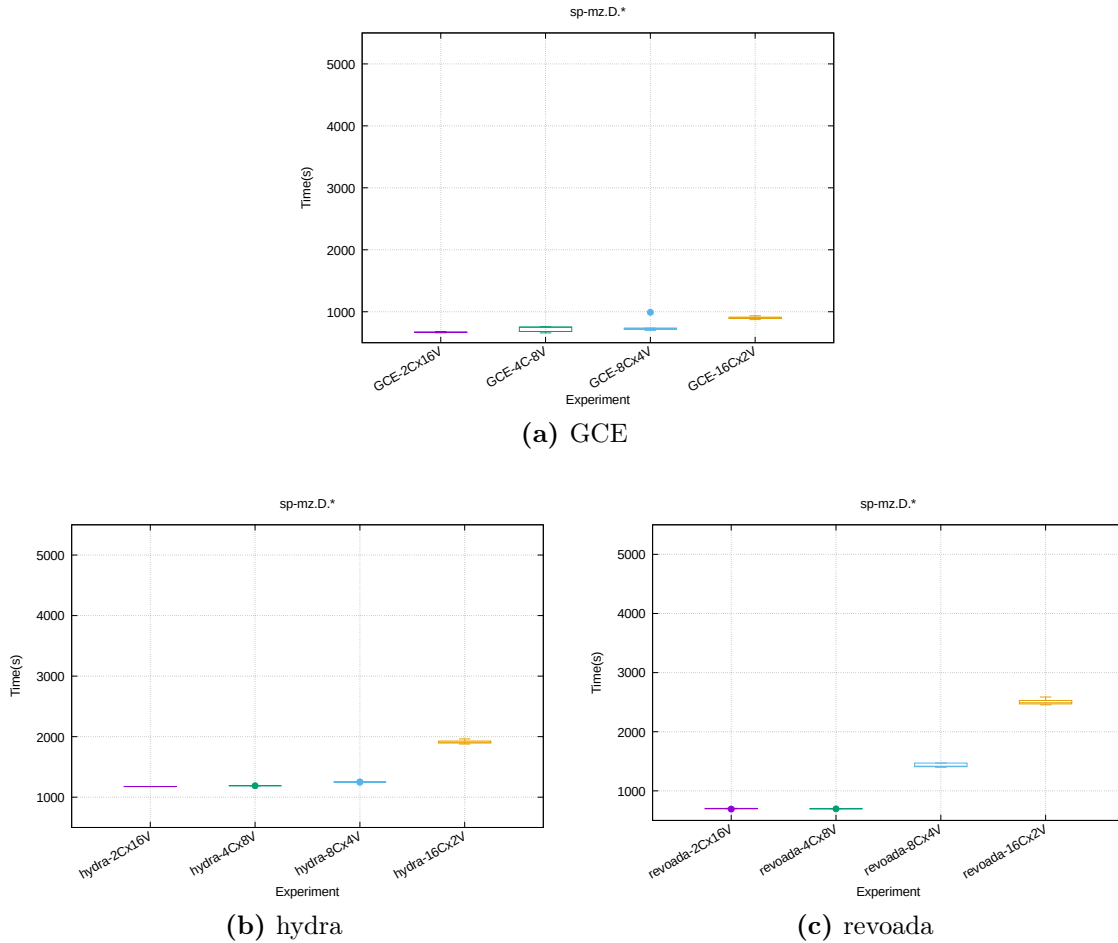 sp-mz.D.*
5000
4000
3000
2000
1000
Time(s)
GCE-2Cx16V
GCE-4C-8V
GCE-8Cx4V
GCE-16Cx2V
Experiment
(a) GCE
sp-mz.D.*
5000
4000
3000
2000
1000
Time(s)
hydra-2Cx16V
hydra-4Cx8V
hydra-8Cx4V
hydra-16Cx2V
Experiment
(b) hydra
sp-mz.D.*
5000
4000
3000
2000
1000
Time(s)
revoada-2Cx16V
revoada-4Cx8V
revoada-8Cx4V
revoada-16Cx2V
Experiment
(c) revoada